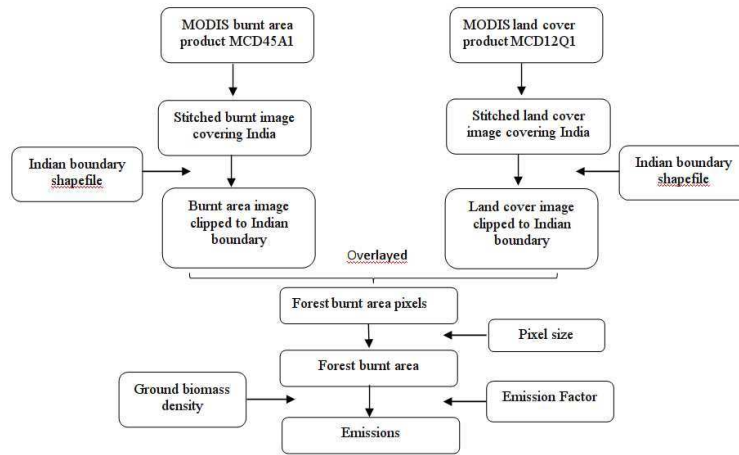 MODIS burnt area
product MCD45A1
MODIS land cover
product MCD12Q1
Stitched burnt image
covering India
Stitched land cover
image covering India
Indian boundary
shapefile
Indian boundary
shapefile
Burnt area image
clipped to Indian
boundary
Land cover image
clipped to Indian
boundary
Overlayed
Forest burnt area pixels
Pixel size
Forest burnt area
Ground biomass
density
Emission Factor
Emissions